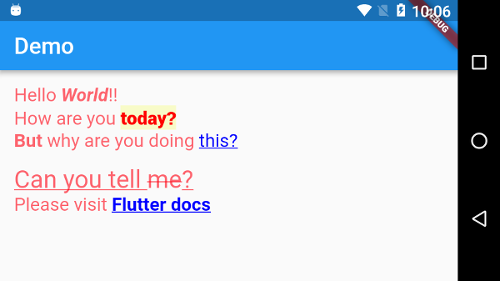 10:06
DEBUG
Demo
Hello World!!
How are you today?
But why are you doing this?
Can you tell me?
Please visit Flutter docs